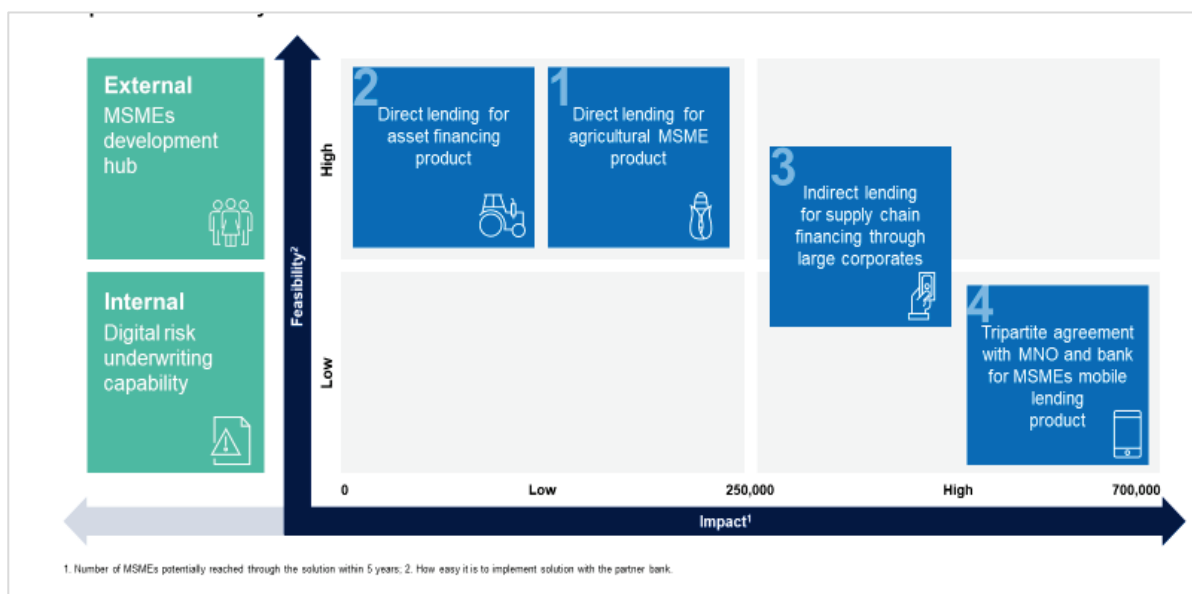 External
MSMEs
development
hub
Internal
Digital risk
underwriting
capability
Feasibility2
High
Low
2
Direct lending for
asset financing
product
1
Direct lending for
agricultural MSME
product
3
Indirect lending
for supply chain
financing through
large corporates
4
Tripartite agreement
with MNO and bank
for MSMEs mobile
lending
product
0
Low
250,000
High
700,000
Impact1
1. Number of MSMEs potentially reached through the solution within 5 years; 2. How easy it is to implement solution with the partner bank.